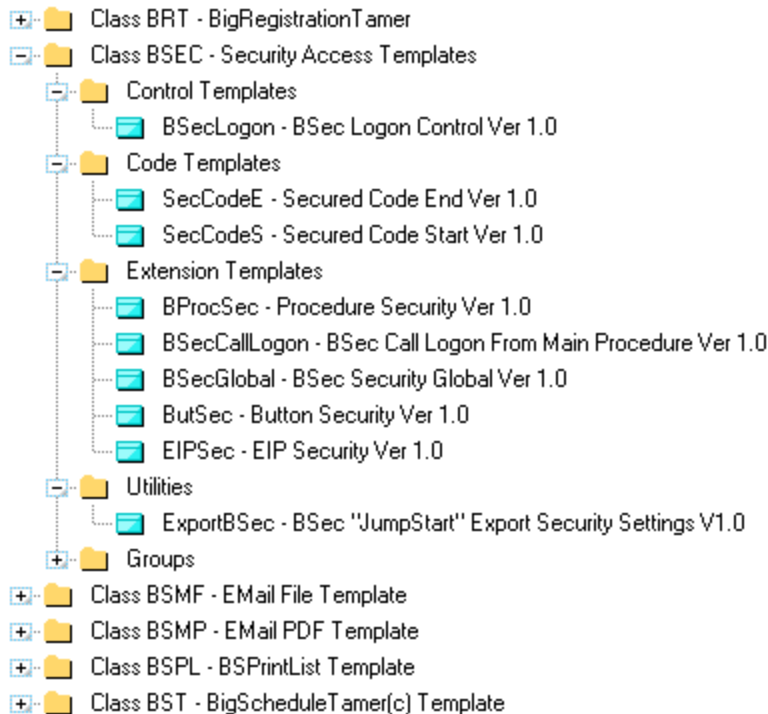 Class BRT - BigRegistrationTamer
Class BSEC - Security Access Templates
Control Templates
BSecLogon - BSec Logon Control Ver 1.0
Code Templates
SecCodeE - Secured Code End Ver 1.0
SecCodeS - Secured Code Start Ver 1.0
Extension Templates
BProcSec - Procedure Security Ver 1.0
BSecCallLogon - BSec Call Logon From Main Procedure Ver 1.0
BSecGlobal - BSec Security Global Ver 1.0
ButSec - Button Security Ver 1.0
EIPSec - EIP Security Ver 1.0
Utilities
ExportBSec - BSec "JumpStart" Export Security Settings V1.0
Groups
Class BSMF - EMail File Template
Class BSMP - EMail PDF Template
Class BSPL - BSPrintList Template
Class BST - BigScheduleTamer(c) Template